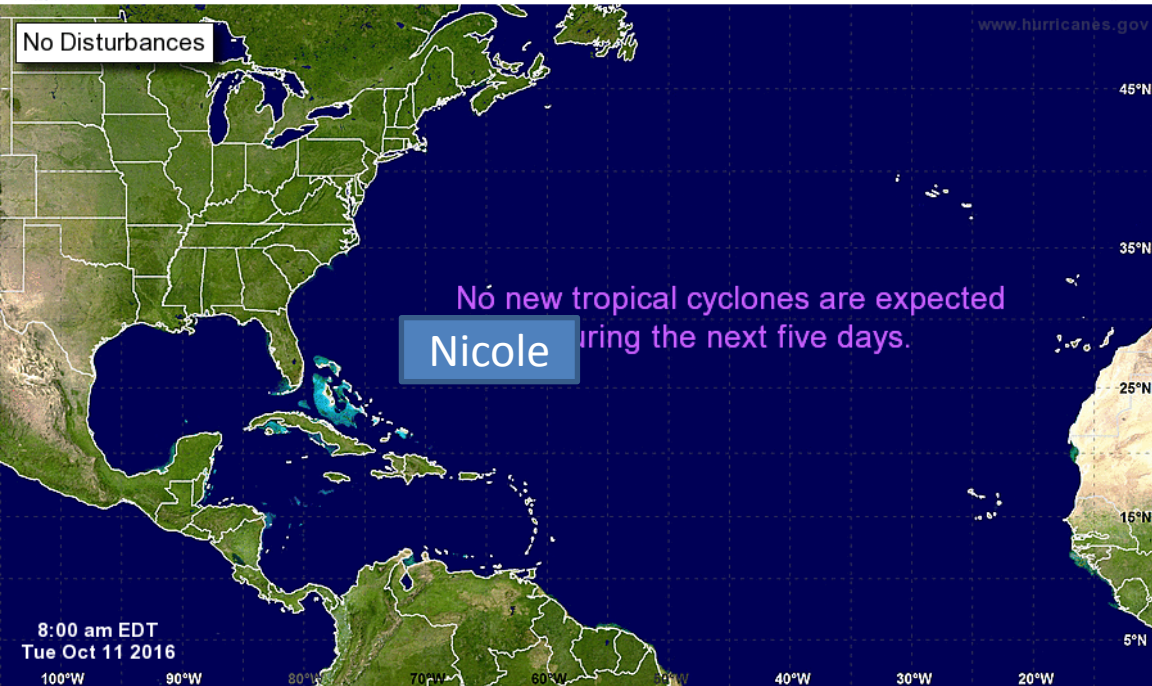 www.hurricanes.gov
No Disturbances
45°N
35°N
No new tropical cyclones are expected
uring the next five days.
Nicole
25°N
15°N
8:00 am EDT
5°N
Tue Oct 11 2016
100°W 90°W 80°W 70°W 60°W 50°W 40°W 30°W 20°W